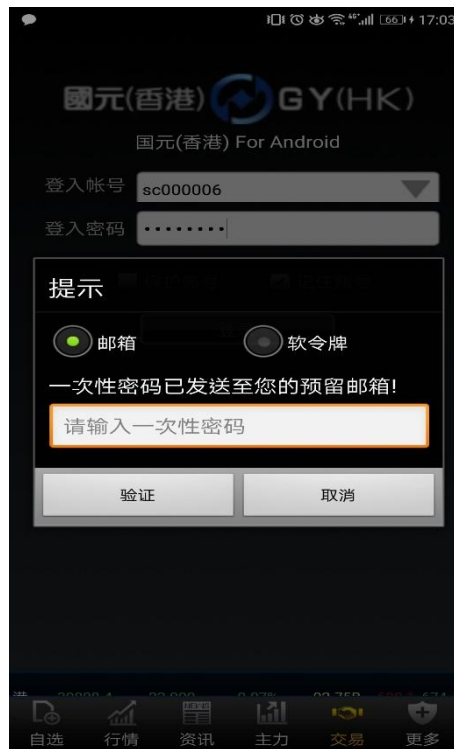 46 66 17:03
國元(香港) GY(HK)
国元(香港) For Android
登入帐号 sc000006
登入密码 ••••••••
提示
邮箱 软令牌
一次性密码已发送至您的预留邮箱!
请输入一次性密码
验证 取消
NEWS
自选 行情 资讯 主力 交易 更多